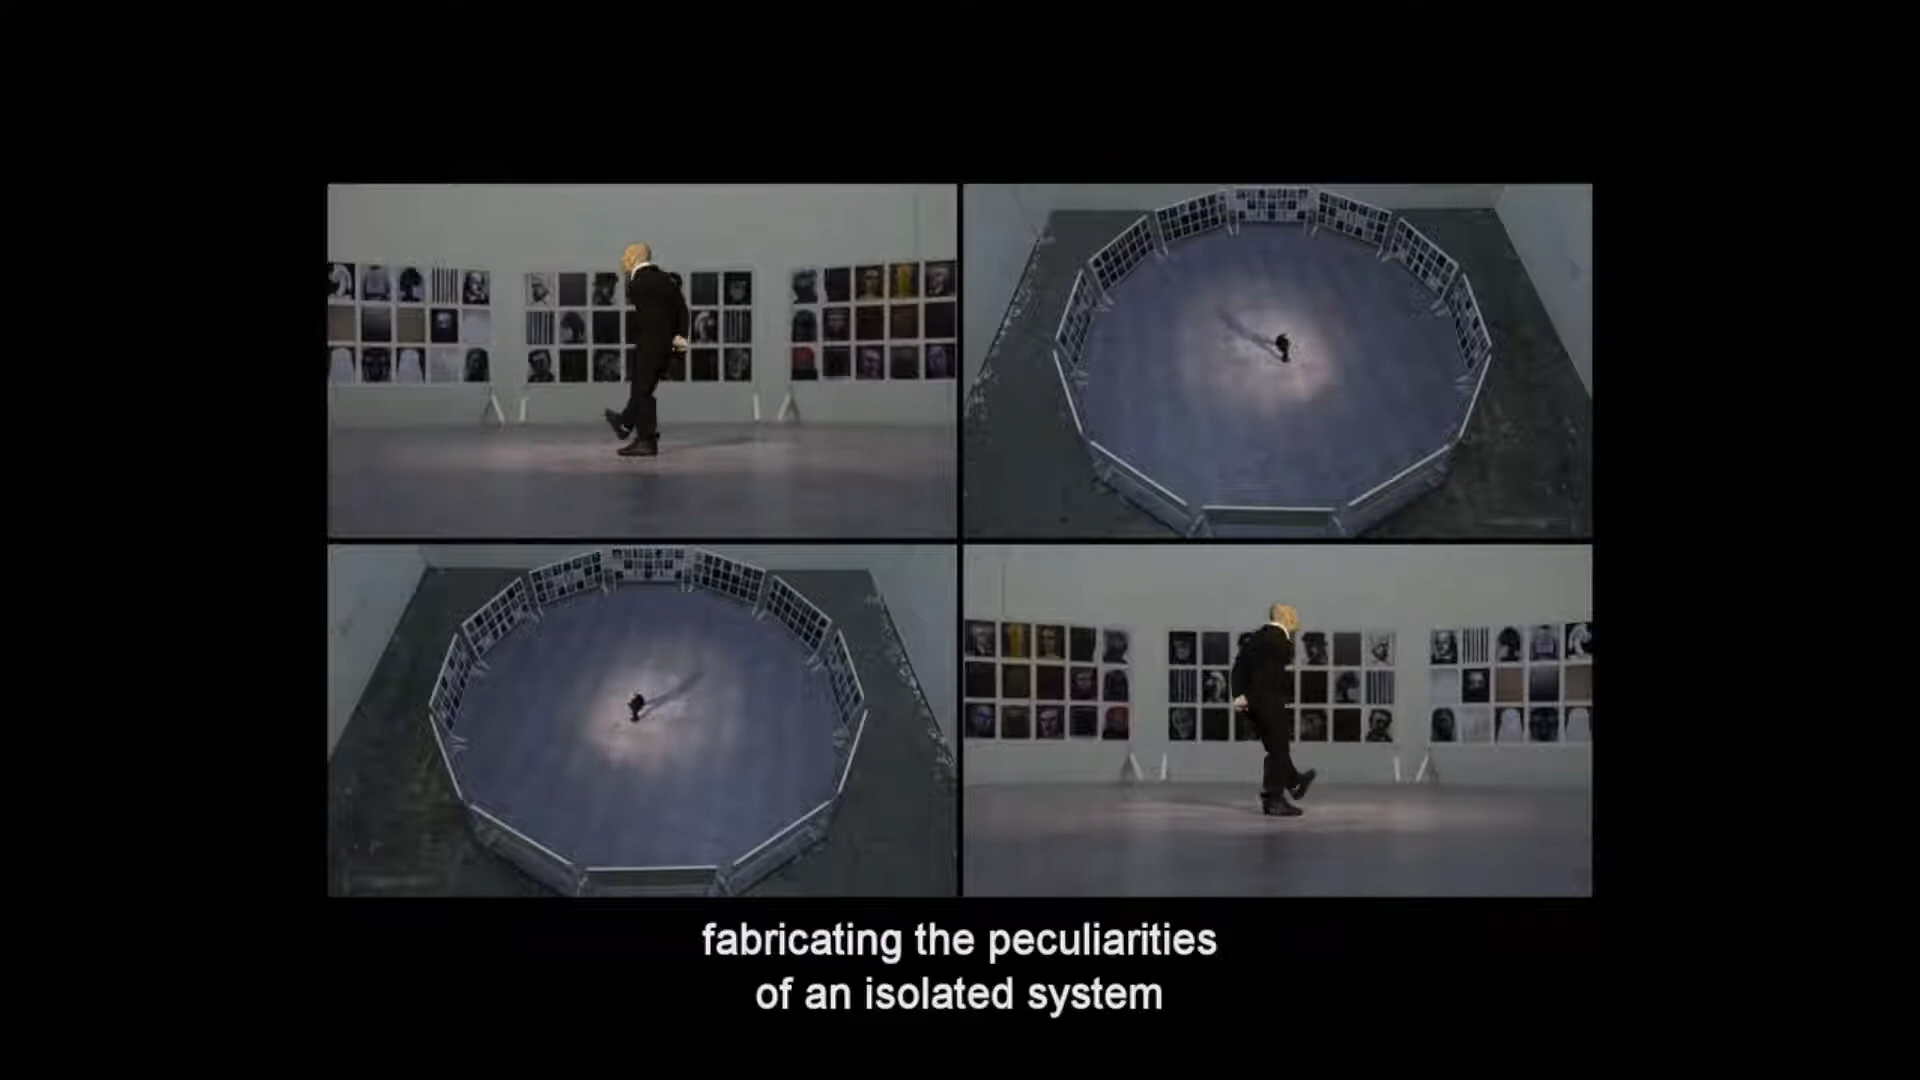 fabricating the peculiarities
of an isolated system